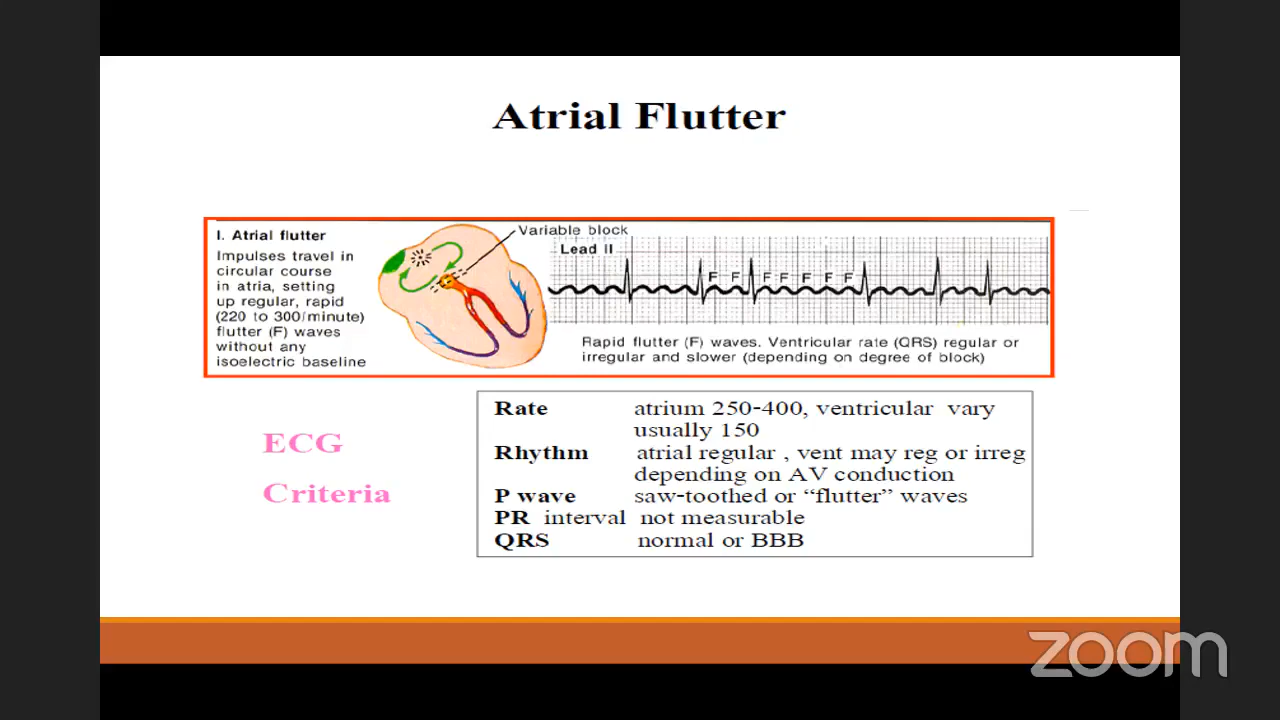 Atrial Flutter
I. Atrial flutter
Impulses travel in
circular course
in atria, setting
up regular, rapid
(220 to 300/minute)
flutter (F) waves
without any
isoelectric baseline
Variable block
Lead II
F F F F F F F
Rapid flutter (F) waves. Ventricular rate (QRS) regular or
irregular and slower (depending on degree of block)
ECG
Criteria
Rate atrium 250-400, ventricular vary
usually 150
Rhythm atrial regular , vent may reg or irreg
depending on AV conduction
P wave saw-toothed or “flutter” waves
PR interval not measurable
QRS normal or BBB
zoom